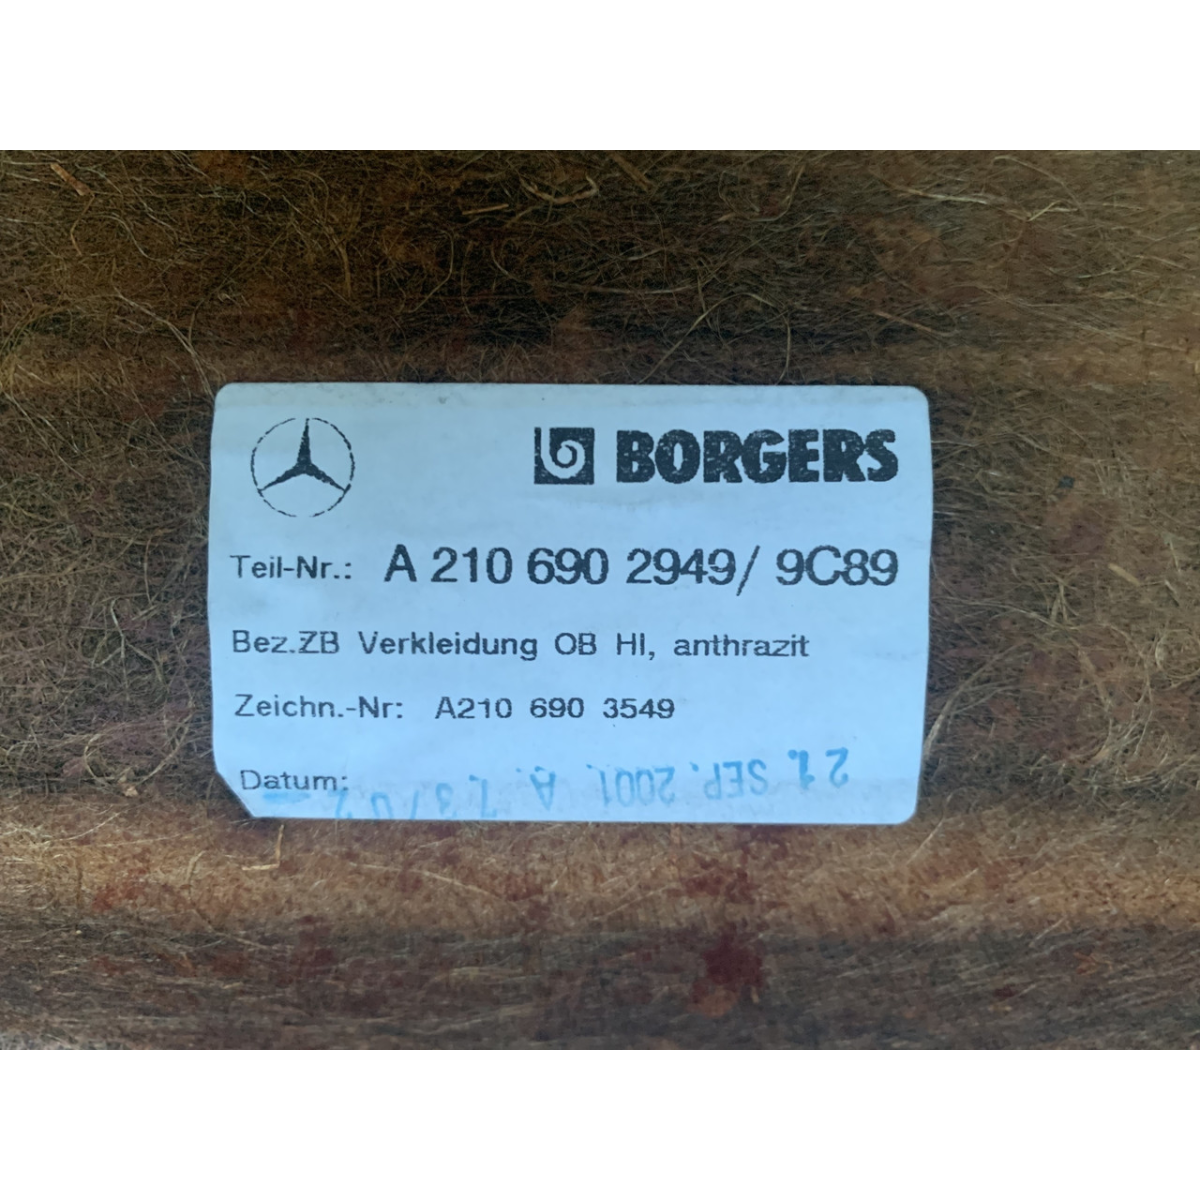 BORGERS
Teil-Nr.: A 210 690 2949/ 9C89
Bez.ZB Verkleidung OB HI, anthrazit
Zeichn.-Nr: A210 690 3549
Datum: 21. SEP. 2001 A